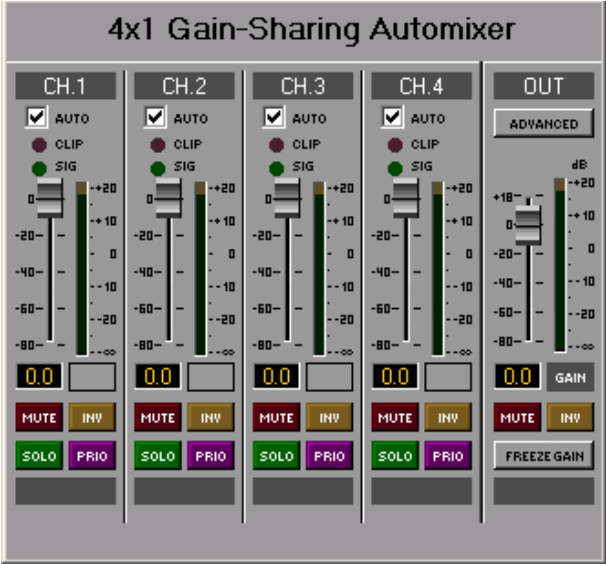 4x1 Gain-Sharing Automixer
CH.1 CH.2 CH.3 CH.4 OUT
AUTO AUTO AUTO AUTO ADVANCED
CLIP CLIP CLIP CLIP
SIG SIG SIG SIG dB
+20 +20 +20 +20 +20
0 0 0 0 +18
+10 +10 +10 +10 +10
-20 -20 -20 -20 0
0 0 0 0 -20 0
-40 -40 -40 -40 -40
-10 -10 -10 -10 -10
-60 -60 -60 -60 -60
-20 -20 -20 -20 -20
-80 -80 -80 -80 -80
-∞ -∞ -∞ -∞ -∞
0.0 0.0 0.0 0.0 0.0 GAIN
MUTE INV MUTE INV MUTE INV MUTE INV MUTE INV
SOLO PRIO SOLO PRIO SOLO PRIO SOLO PRIO FREEZE GAIN